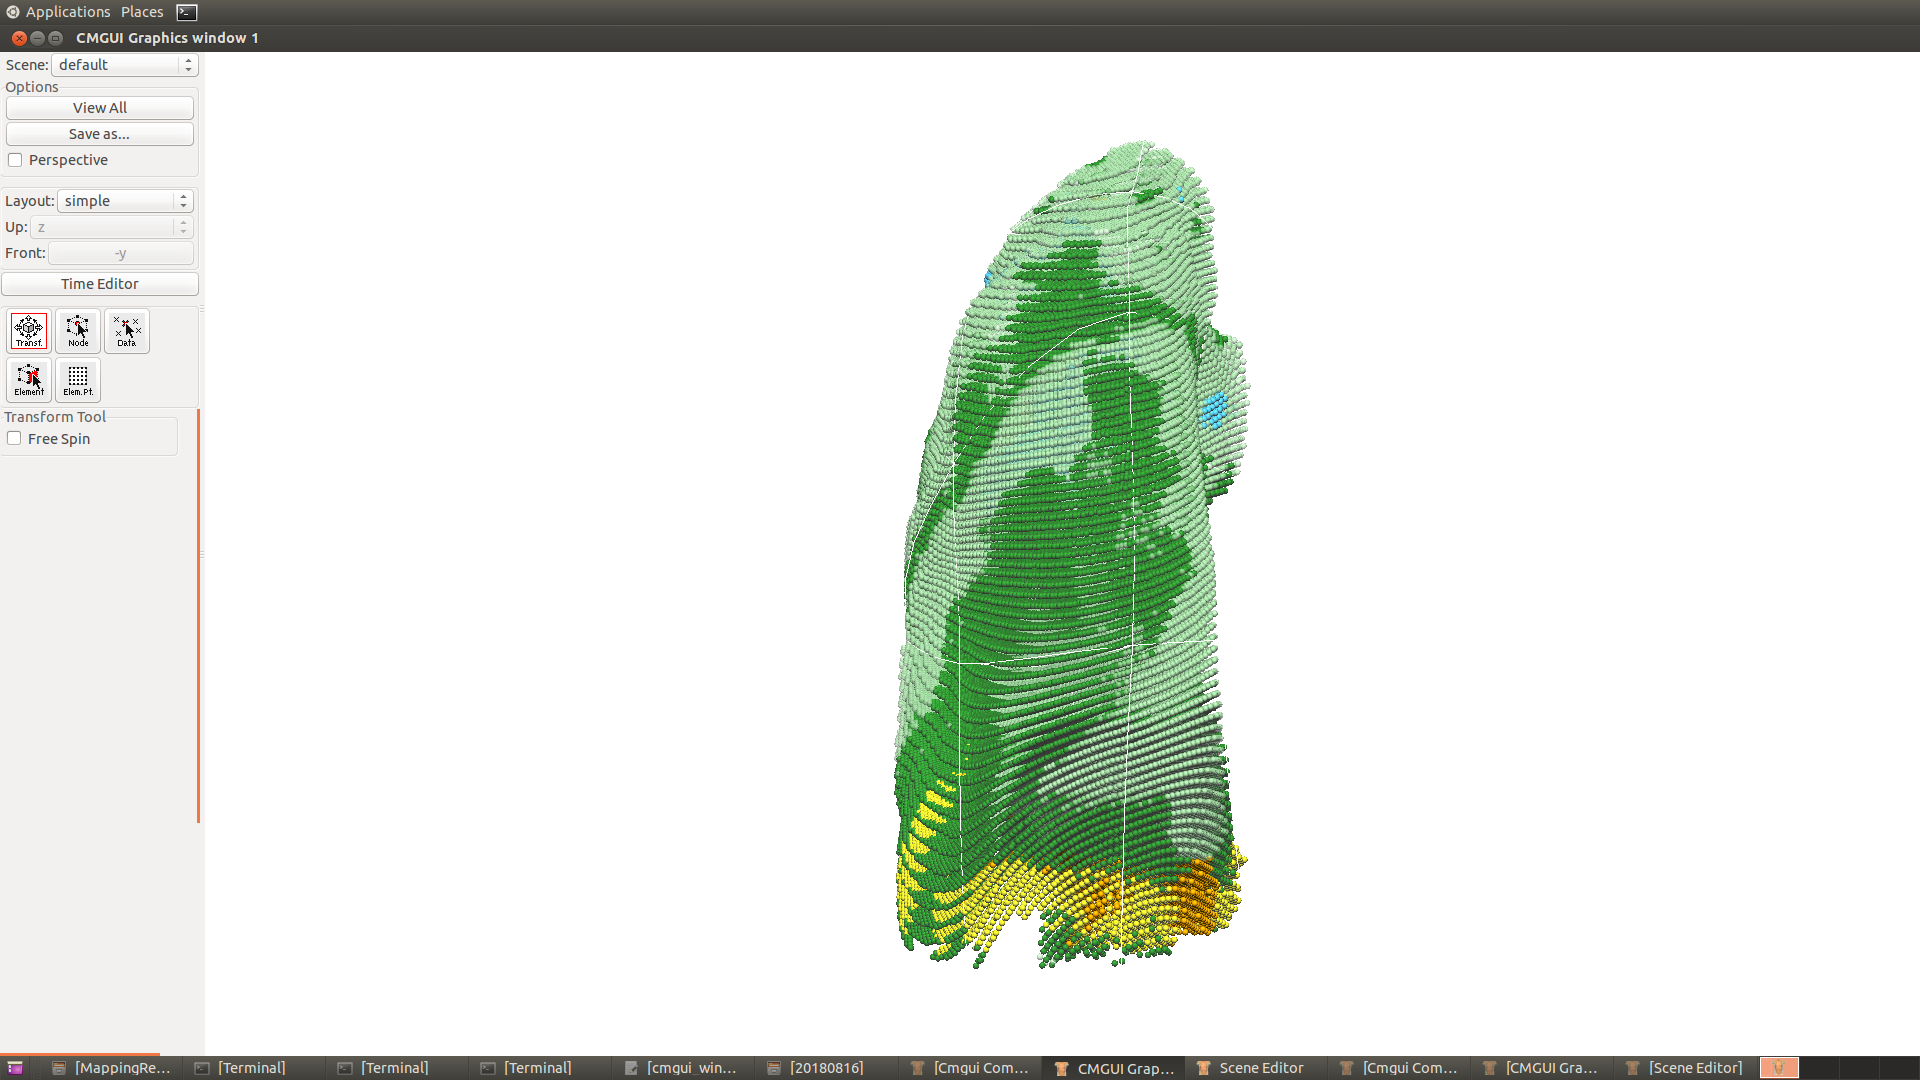 Applications Places
CMGUI Graphics window 1
Scene: default
Options
View All
Save as...
Perspective
Layout: simple
Up: z
Front: -y
Time Editor
Transf. Node Data
Element Elem.Pt.
Transform Tool
Free Spin
[MappingRe... [Terminal] [Terminal] [Terminal] [cmgui_win... [20180816] [Cmgui Com... CMGUI Grap... Scene Editor [Cmgui Com... [CMGUI Gra... [Scene Editor]